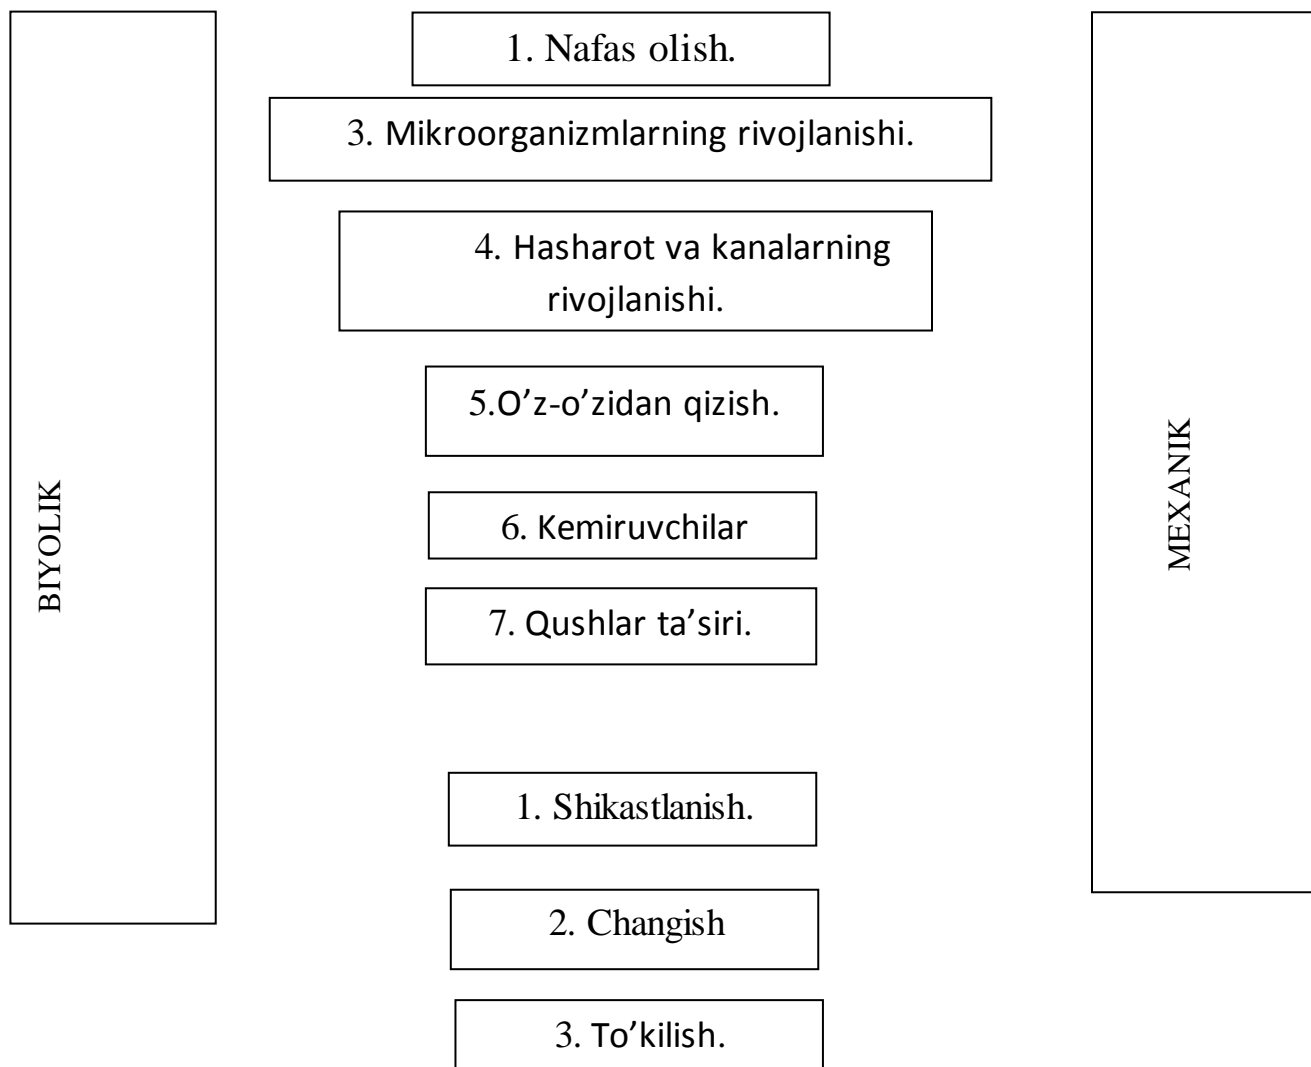 BIYOLIK
1. Nafas olish.
3. Mikroorganizmlarning rivojlanishi.
4. Hasharot va kanalarning
rivojlanishi.
5.O’z-o’zidan qizish.
6. Kemiruvchilar
7. Qushlar ta’siri.
1. Shikastlanish.
2. Changish
3. To’kilish.
MEXANIK